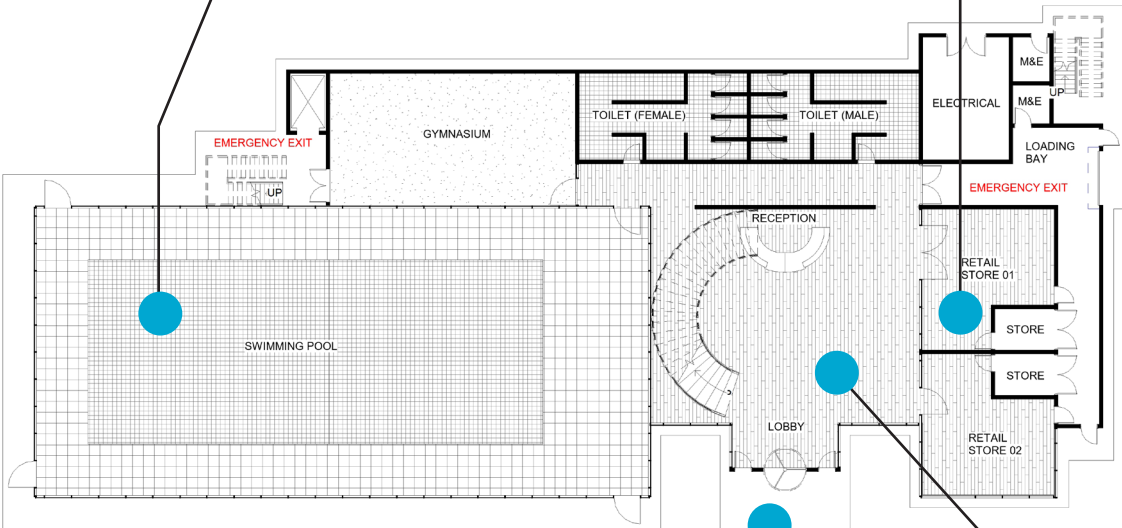 M&E
UP
ELECTRICAL
M&E
TOILET (FEMALE)
TOILET (MALE)
GYMNASIUM
EMERGENCY EXIT
LOADING
BAY
UP
EMERGENCY EXIT
RECEPTION
RETAIL
STORE 01
STORE
SWIMMING POOL
STORE
LOBBY
RETAIL
STORE 02